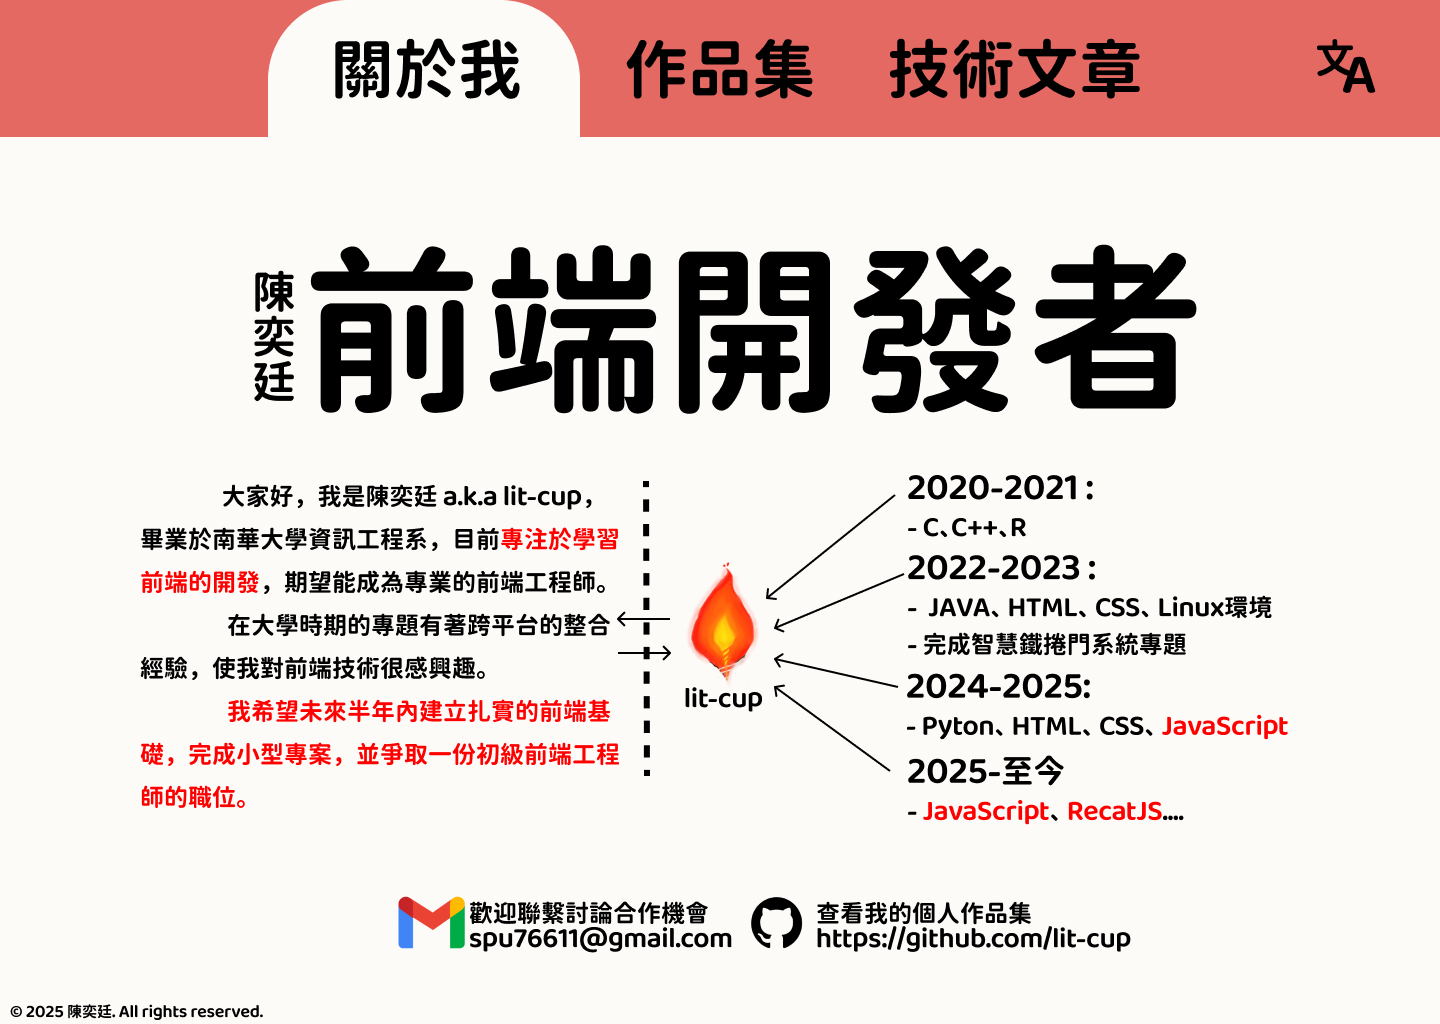 關於我
作品集
技術文章
文A
陳奕廷
前端開發者
大家好，我是陳奕廷 a.k.a lit-cup，
畢業於南華大學資訊工程系，目前專注於學習
前端的開發，期望能成為專業的前端工程師。
在大學時期的專題有著跨平台的整合
經驗，使我對前端技術很感興趣。
我希望未來半年內建立扎實的前端基
礎，完成小型專案，並爭取一份初級前端工程
師的職位。
lit-cup
2020-2021 :
- C、C++、R
2022-2023 :
- JAVA、HTML、CSS、Linux環境
- 完成智慧鐵捲門系統專題
2024-2025:
- Pyton、HTML、CSS、JavaScript
2025-至今
- JavaScript、RecatJS....
歡迎聯繫討論合作機會
spu76611@gmail.com
查看我的個人作品集
https://github.com/lit-cup
© 2025 陳奕廷. All rights reserved.